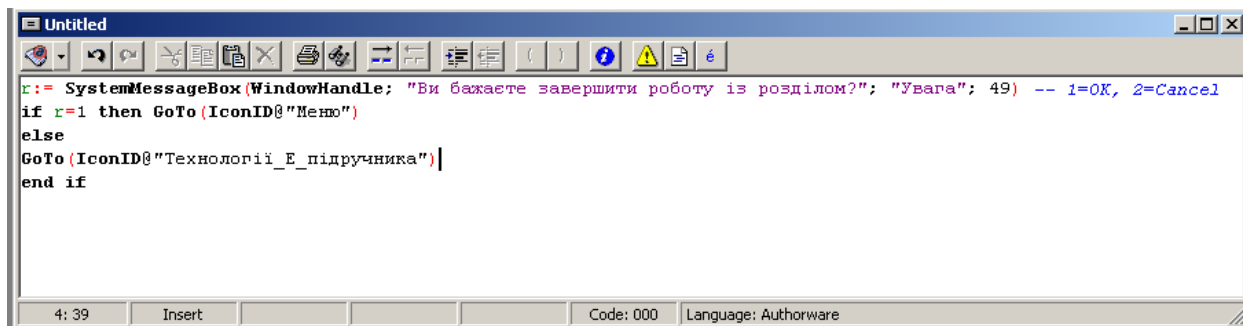 Untitled
( ) é
r:= SystemMessageBox(WindowHandle; "Ви бажаєте завершити роботу із розділом?"; "Увага"; 49) -- 1=OK, 2=Cancel
if r=1 then GoTo(IconID@"Меню")
else
GoTo(IconID@"Технології_Е_підручника")
end if
4: 39 Insert Code: 000 Language: Authorware